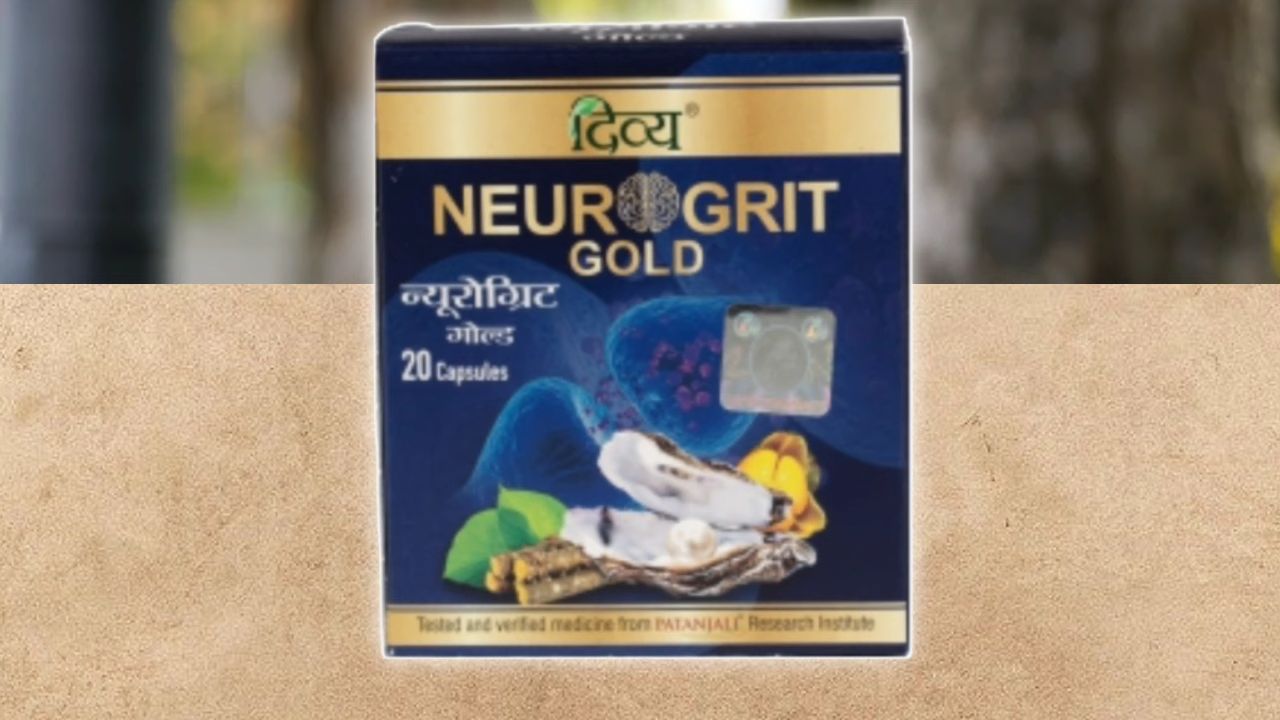 दिव्य®
NEUROGRIT
GOLD
न्यूरोग्रिट
गोल्ड
20 Capsules
Tested and verified medicine from PATANJALI® Research Institute